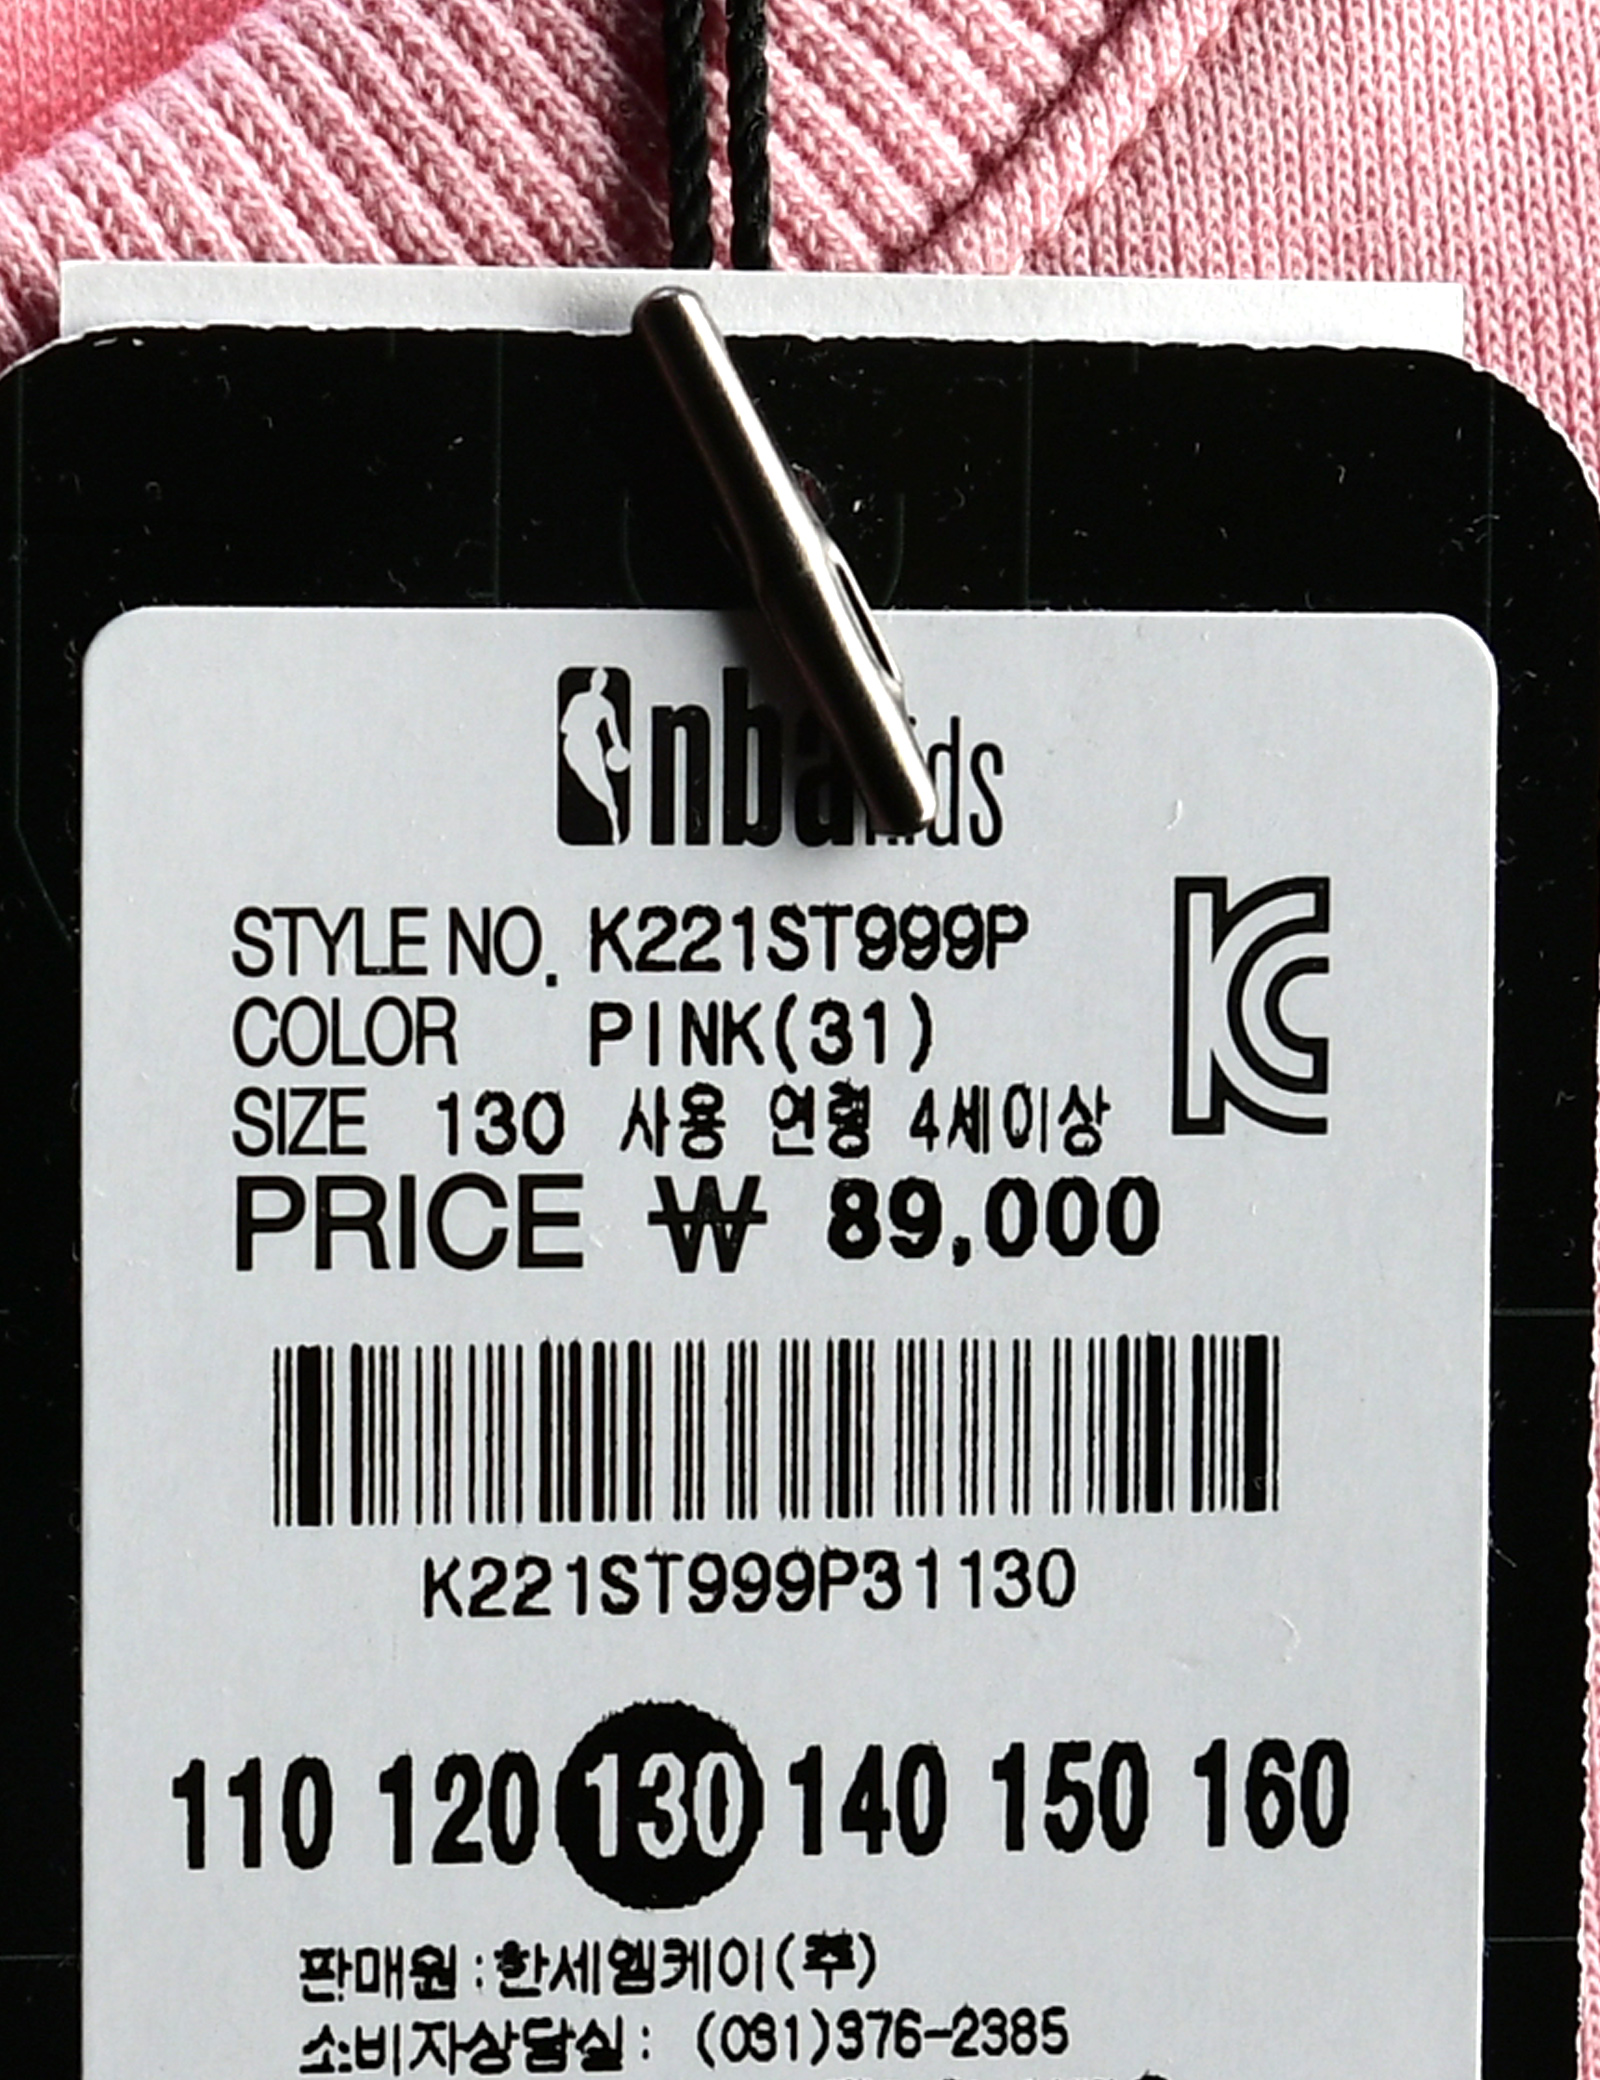 nba kids
STYLE NO. K221ST999P
COLOR PINK(31)
SIZE 130 사용 연령 4세이상
PRICE ₩ 89,000
K221ST999P31130
110 120 130 140 150 160
판매원:한세엠케이(주)
소비자상담실: (031)376-2385